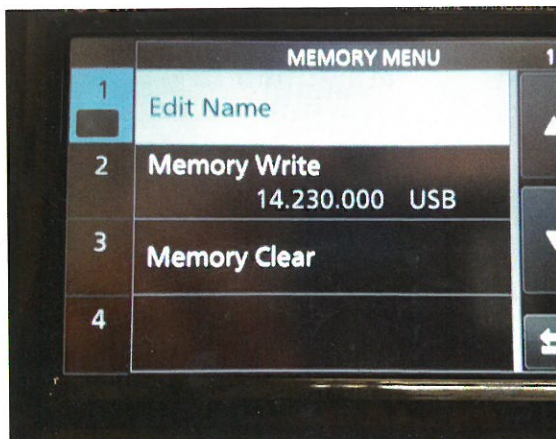 MEMORY MENU 1
1
Edit Name
2 Memory Write
14.230.000 USB
3 Memory Clear
4